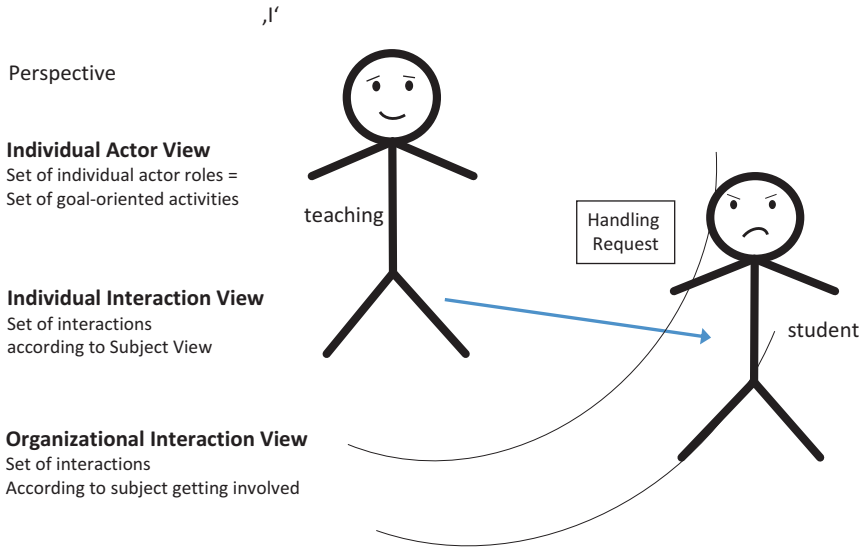 ‚I‘
Perspective
Individual Actor View
Set of individual actor roles =
Set of goal-oriented activities
teaching
Handling
Request
Individual Interaction View
Set of interactions
according to Subject View
student
Organizational Interaction View
Set of interactions
According to subject getting involved